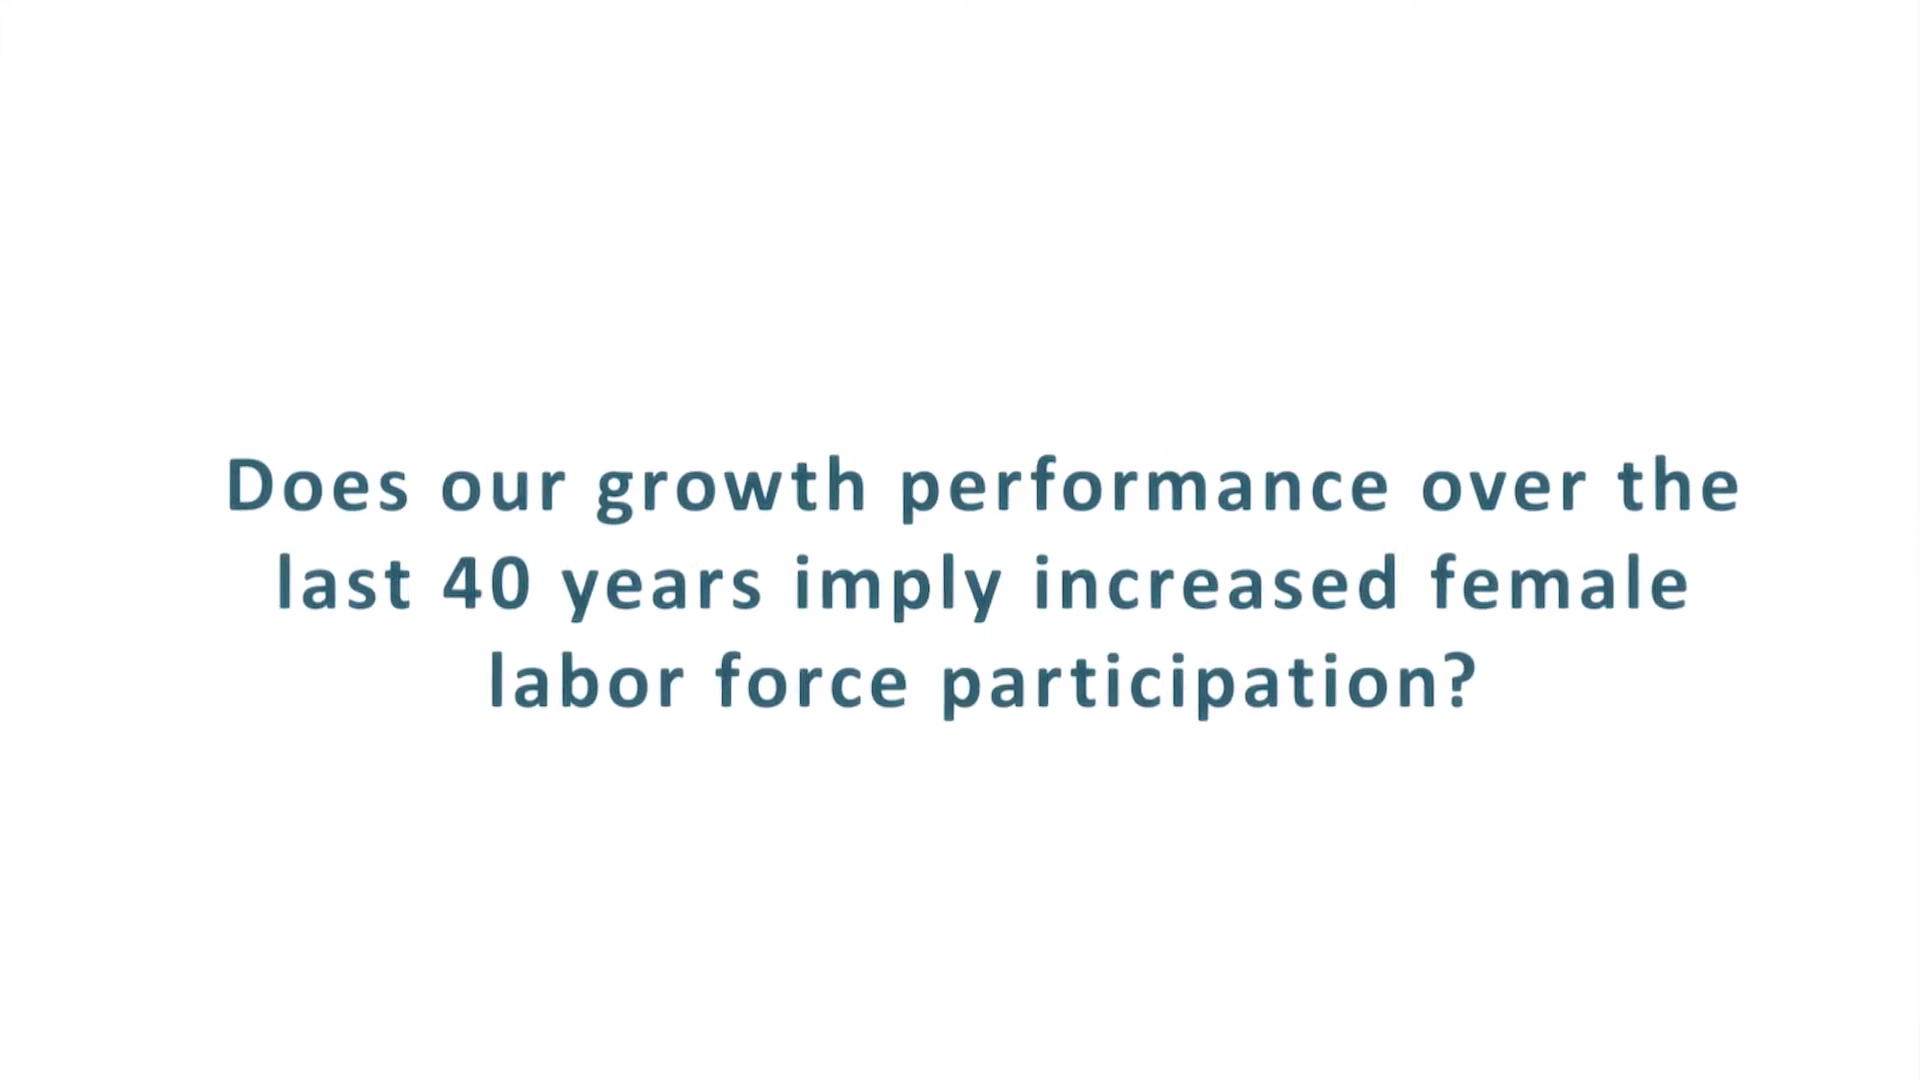 Does our growth performance over the
last 40 years imply increased female
labor force participation?